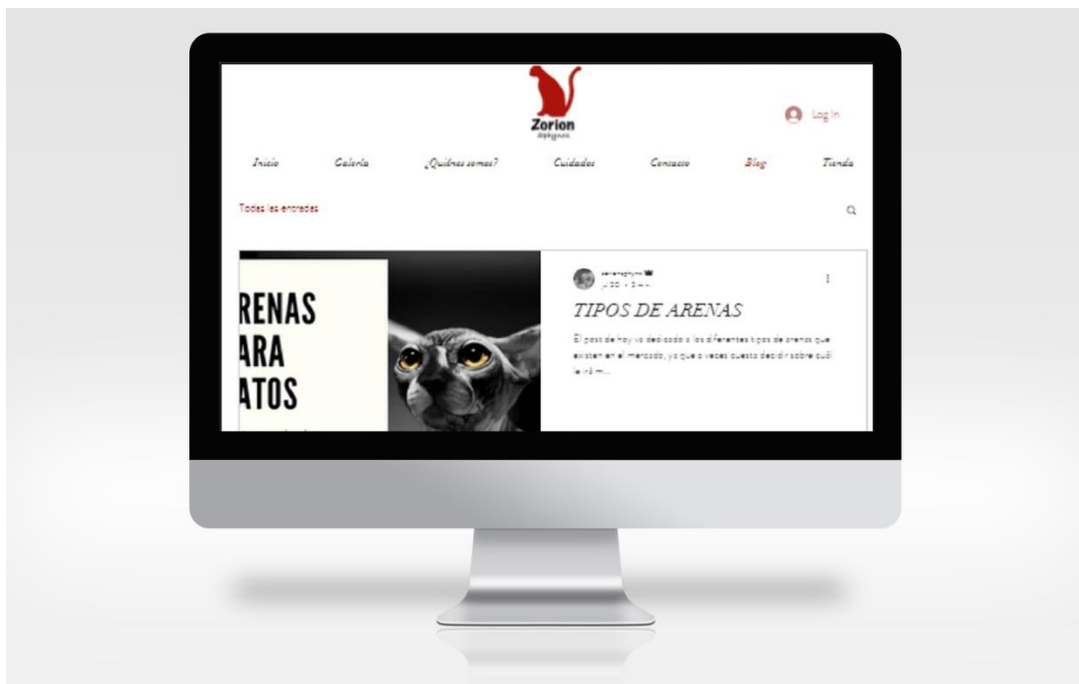 Zorion
Log In
Inicio
Galería
¿Quiénes somos?
Cuidados
Contacto
Blog
Tienda
Todas las entradas
RENAS
ARA
ATOS
TIPOS DE ARENAS
El post de hoy va dedicado a los diferentes tipos de arenas que
existen en el mercado, ya que a veces cuesta decidir sobre cuál
le irá m...